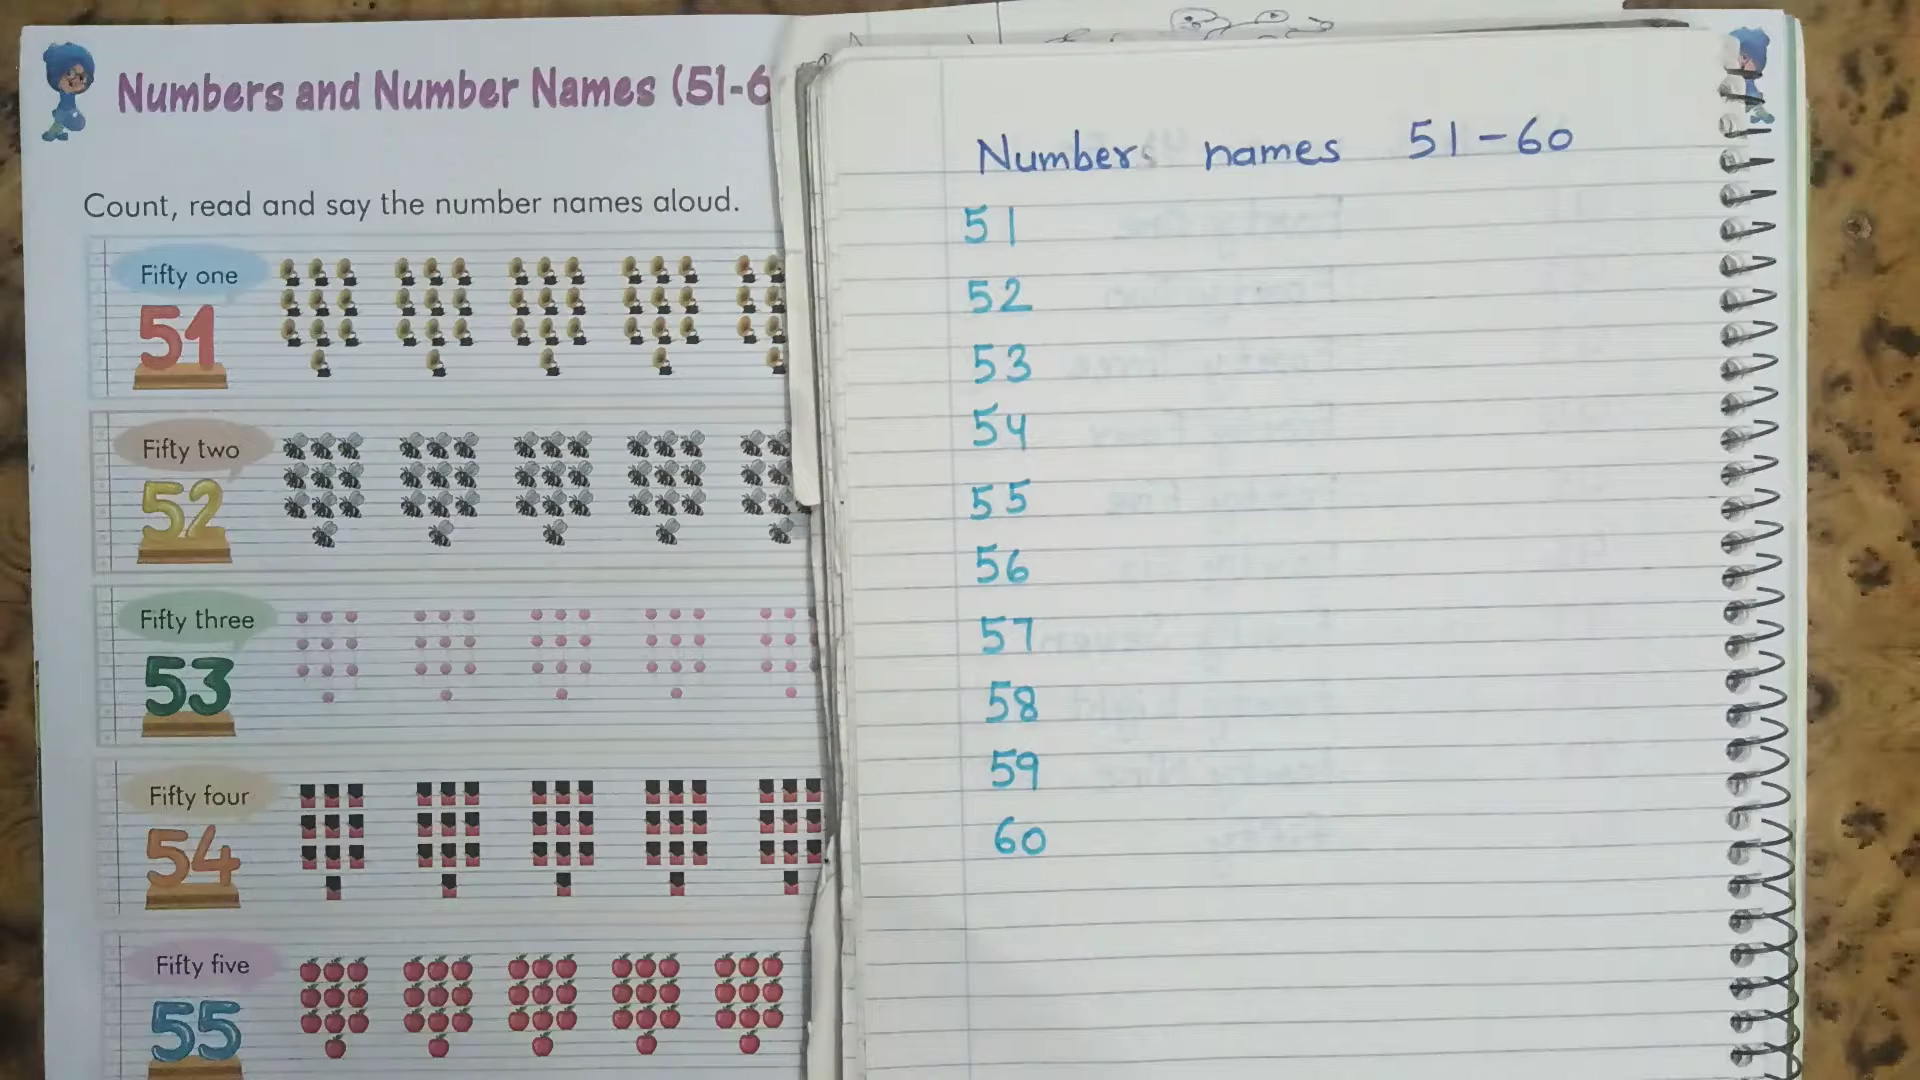 Numbers and Number Names (51-6
Count, read and say the number names aloud.
Fifty one
51
Fifty two
52
Fifty three
53
Fifty four
54
Fifty five
55
Numbers names 51-60
51
52
53
54
55
56
57
58
59
60